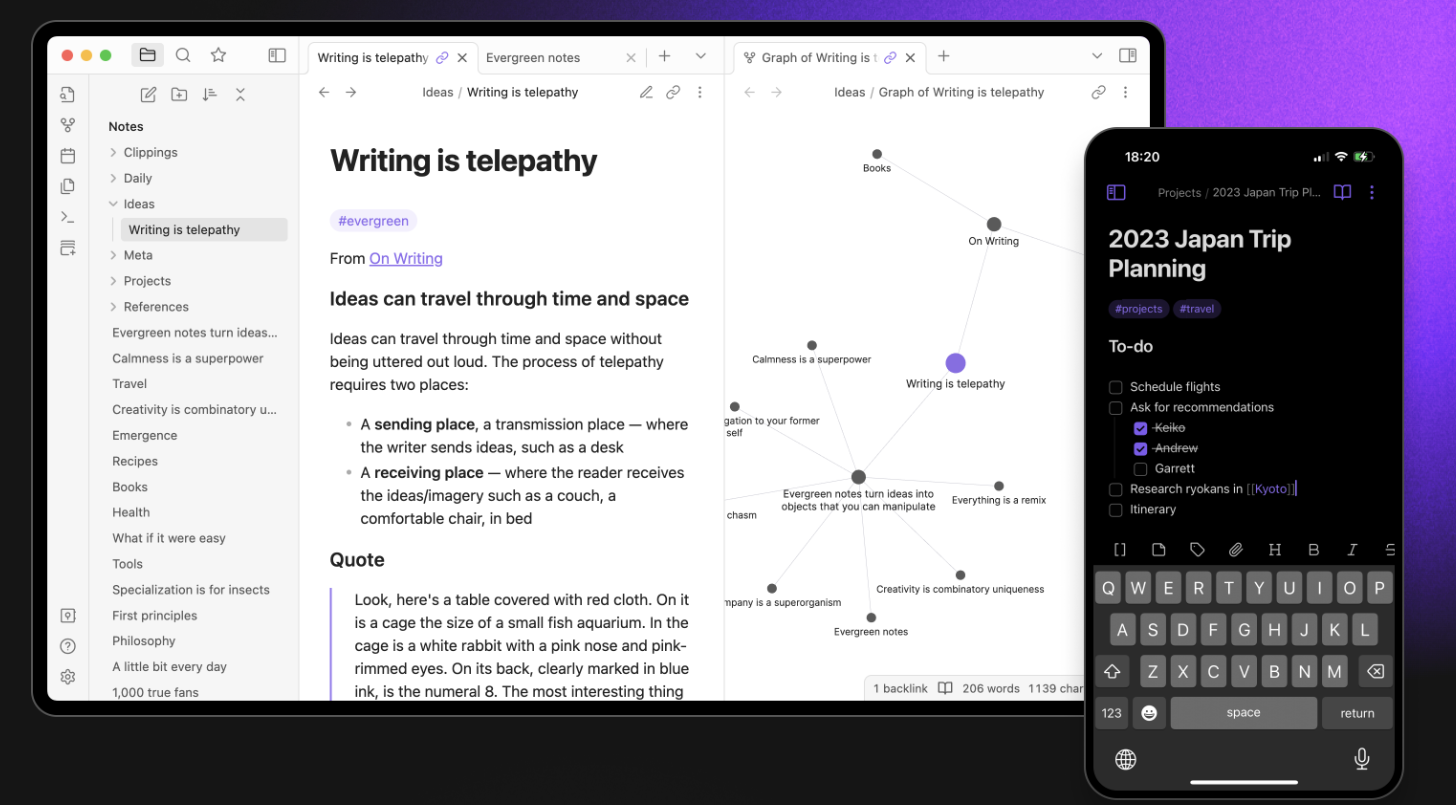 Writing is telepathy
Evergreen notes
Graph of Writing is t
Ideas / Writing is telepathy
Ideas / Graph of Writing is telepathy
Notes
Clippings
Daily
Ideas
Writing is telepathy
Meta
Projects
References
Evergreen notes turn ideas...
Calmness is a superpower
Travel
Creativity is combinatory u...
Emergence
Recipes
Books
Health
What if it were easy
Tools
Specialization is for insects
First principles
Philosophy
A little bit every day
1,000 true fans
Writing is telepathy
#evergreen
From On Writing
Ideas can travel through time and space
Ideas can travel through time and space without
being uttered out loud. The process of telepathy
requires two places:
• A sending place, a transmission place — where
the writer sends ideas, such as a desk
• A receiving place — where the reader receives
the ideas/imagery such as a couch, a
comfortable chair, in bed
Quote
Look, here's a table covered with red cloth. On it
is a cage the size of a small fish aquarium. In the
cage is a white rabbit with a pink nose and pink-
rimmed eyes. On its back, clearly marked in blue
ink, is the numeral 8. The most interesting thing
Books
On Writing
Calmness is a superpower
Writing is telepathy
gation to your former
self
Evergreen notes turn ideas into
objects that you can manipulate
Everything is a remix
chasm
Creativity is combinatory uniqueness
mpany is a superorganism
Evergreen notes
1 backlink 206 words 1139 char
18:20
Projects / 2023 Japan Trip Pl...
2023 Japan Trip
Planning
#projects #travel
To-do
Schedule flights
Ask for recommendations
Keiko
Andrew
Garrett
Research ryokans in [[Kyoto]]
Itinerary
H B I S
Q W E R T Y U I O P
A S D F G H J K L
Z X C V B N M
123 space return